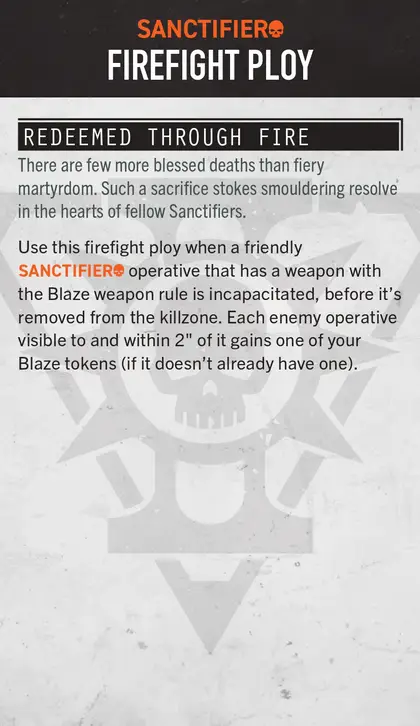 SANCTIFIER
FIREFIGHT PLOY
REDEEMED THROUGH FIRE
There are few more blessed deaths than fiery
martyrdom. Such a sacrifice stokes smouldering resolve
in the hearts of fellow Sanctifiers.
Use this firefight ploy when a friendly
SANCTIFIER operative that has a weapon with
the Blaze weapon rule is incapacitated, before it’s
removed from the killzone. Each enemy operative
visible to and within 2" of it gains one of your
Blaze tokens (if it doesn’t already have one).